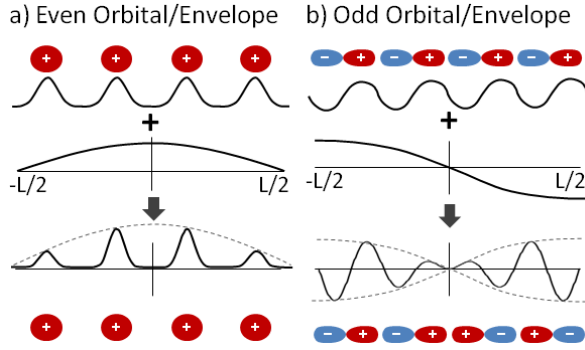 a) Even Orbital/Envelope
+ + + +
+
-L/2 L/2
+ + + +
b) Odd Orbital/Envelope
− + − + − + − +
+
-L/2 L/2
− + − + + − + −